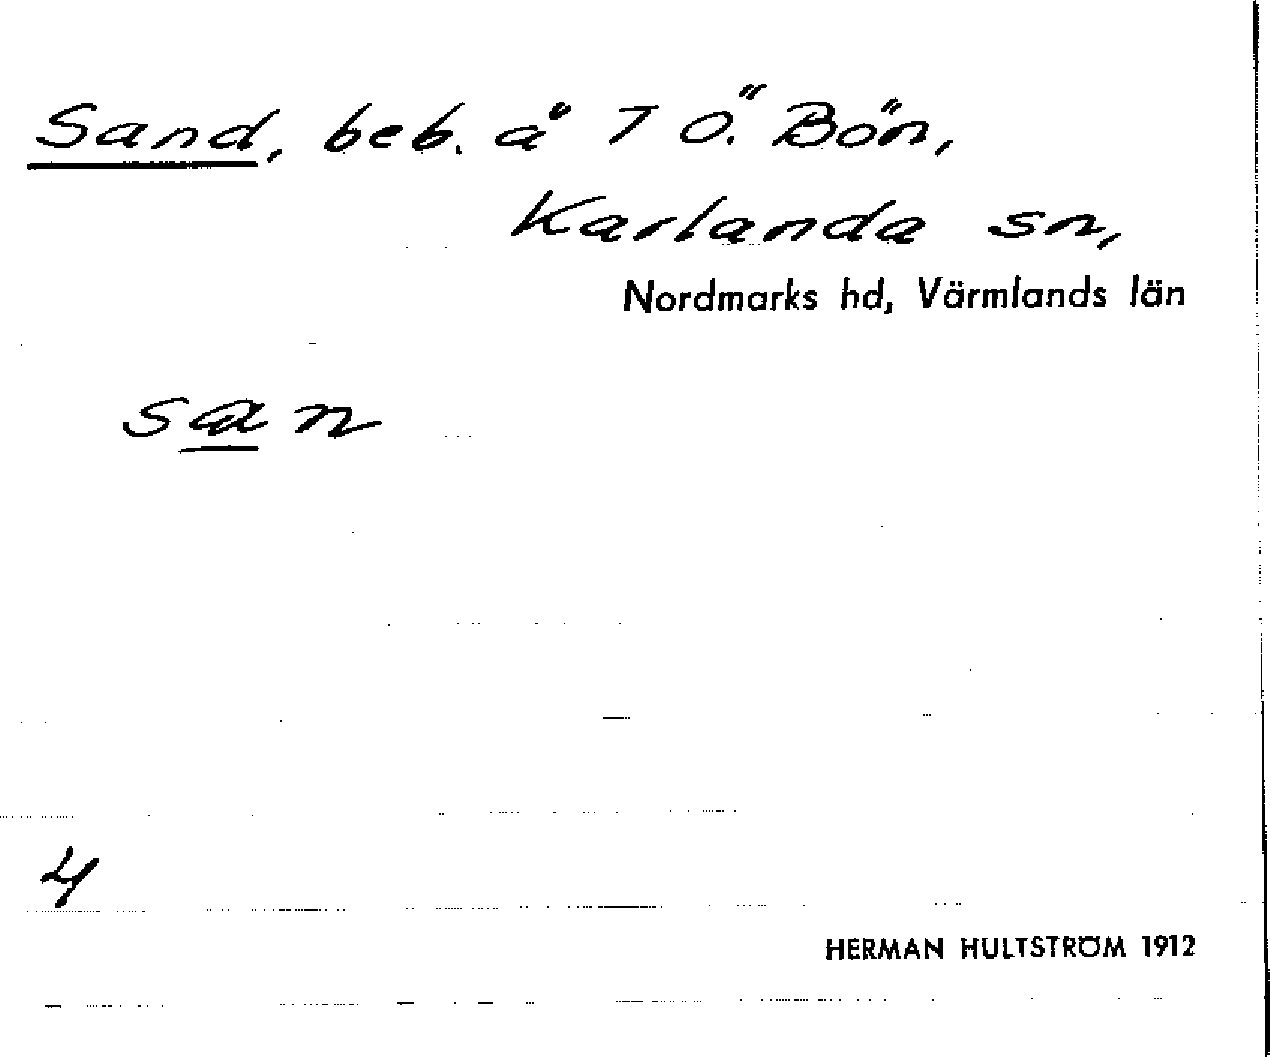 Sand, beb. å 7 Ö. Bön,
Karlanda sn,
Nordmarks hd, Värmlands län
san
4
HERMAN HULTSTRÖM 1912